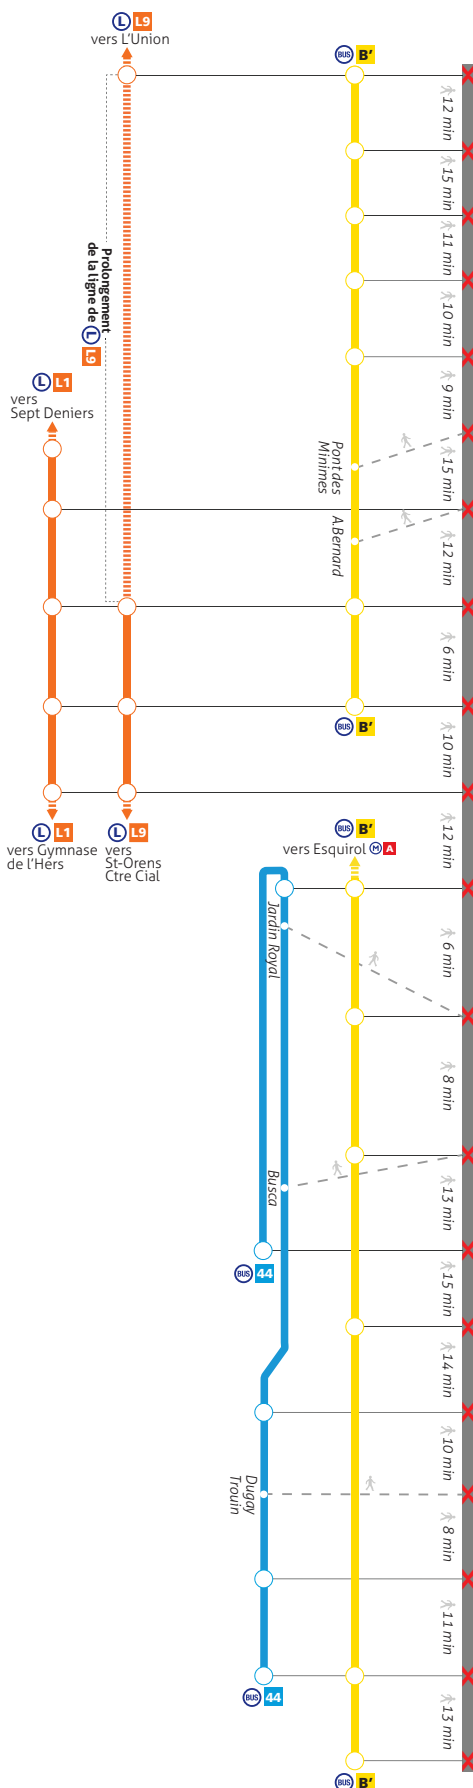 L L9
vers L'Union
BUS B'
12 min
15 min
11 min
10 min
Prolongement
de la ligne de
L L9
L L1
vers
Sept Deniers
9 min
Pont des
Minimes
15 min
A.Bernard
12 min
6 min
BUS B'
10 min
L L1
vers Gymnase
de l'Hers
L L9
vers
St-Orens
Ctre Cial
BUS B'
vers Esquirol M A
12 min
Jardin Royal
6 min
8 min
Busca
13 min
BUS 44
15 min
14 min
10 min
Dugay
Trouin
8 min
11 min
BUS 44
13 min
BUS B'